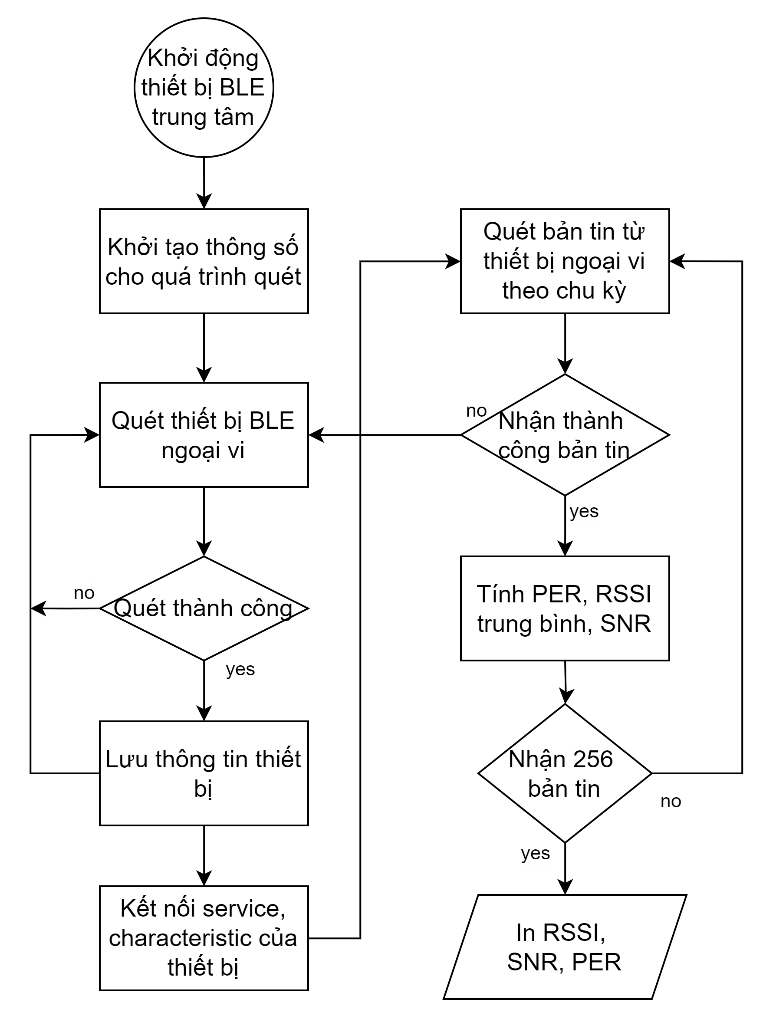 Khởi động
thiết bị BLE
trung tâm
Khởi tạo thông số
cho quá trình quét
Quét thiết bị BLE
ngoại vi
no
Quét thành công
yes
Lưu thông tin thiết
bị
Kết nối service,
characteristic của
thiết bị
Quét bản tin từ
thiết bị ngoại vi
theo chu kỳ
no
Nhận thành
công bản tin
yes
Tính PER, RSSI
trung bình, SNR
Nhận 256
bản tin
no
yes
In RSSI,
SNR, PER